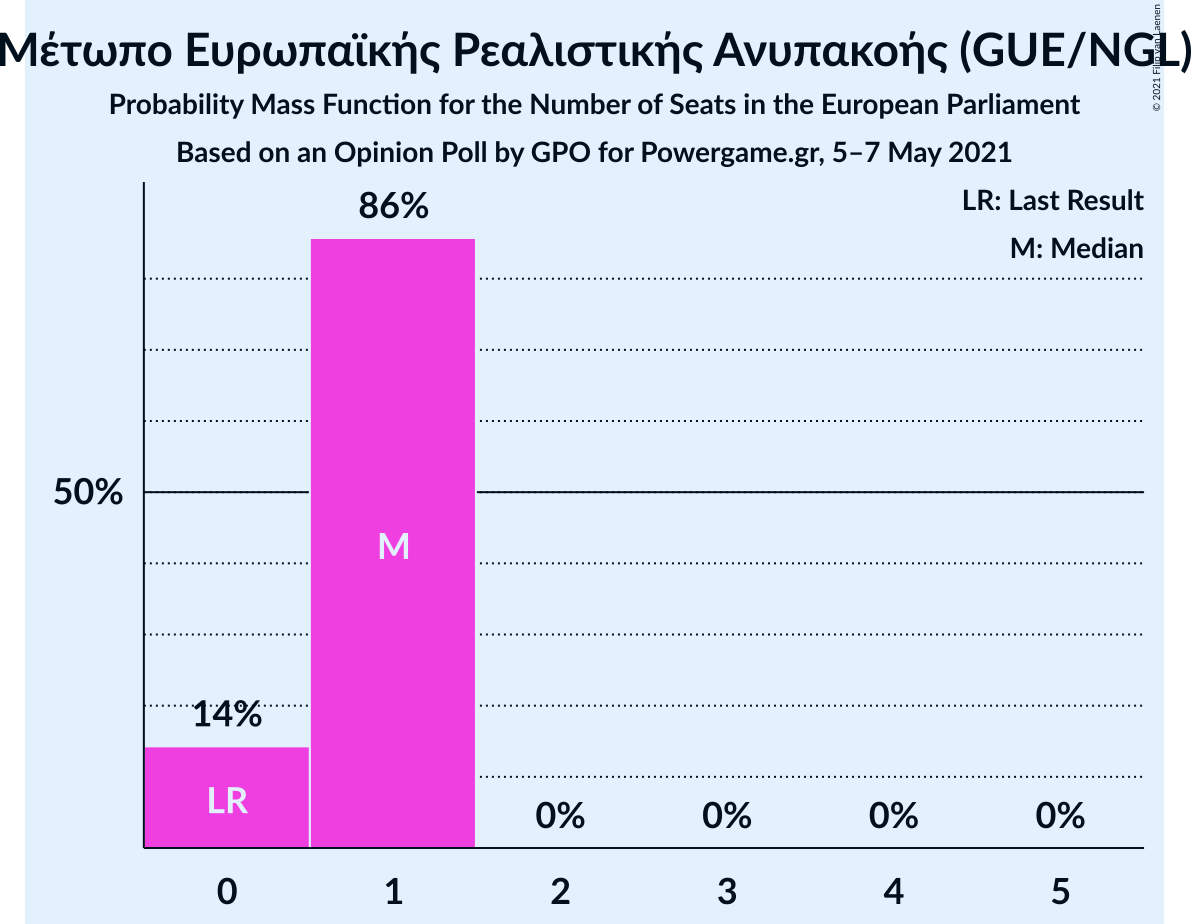 Μέτωπο Ευρωπαϊκής Ρεαλιστικής Ανυπακοής (GUE/NGL)
© 2021 Filip van Laenen
Probability Mass Function for the Number of Seats in the European Parliament
Based on an Opinion Poll by GPO for Powergame.gr, 5–7 May 2021
LR: Last Result
M: Median
86%
50%
M
14%
LR
0% 0% 0% 0%
0 1 2 3 4 5